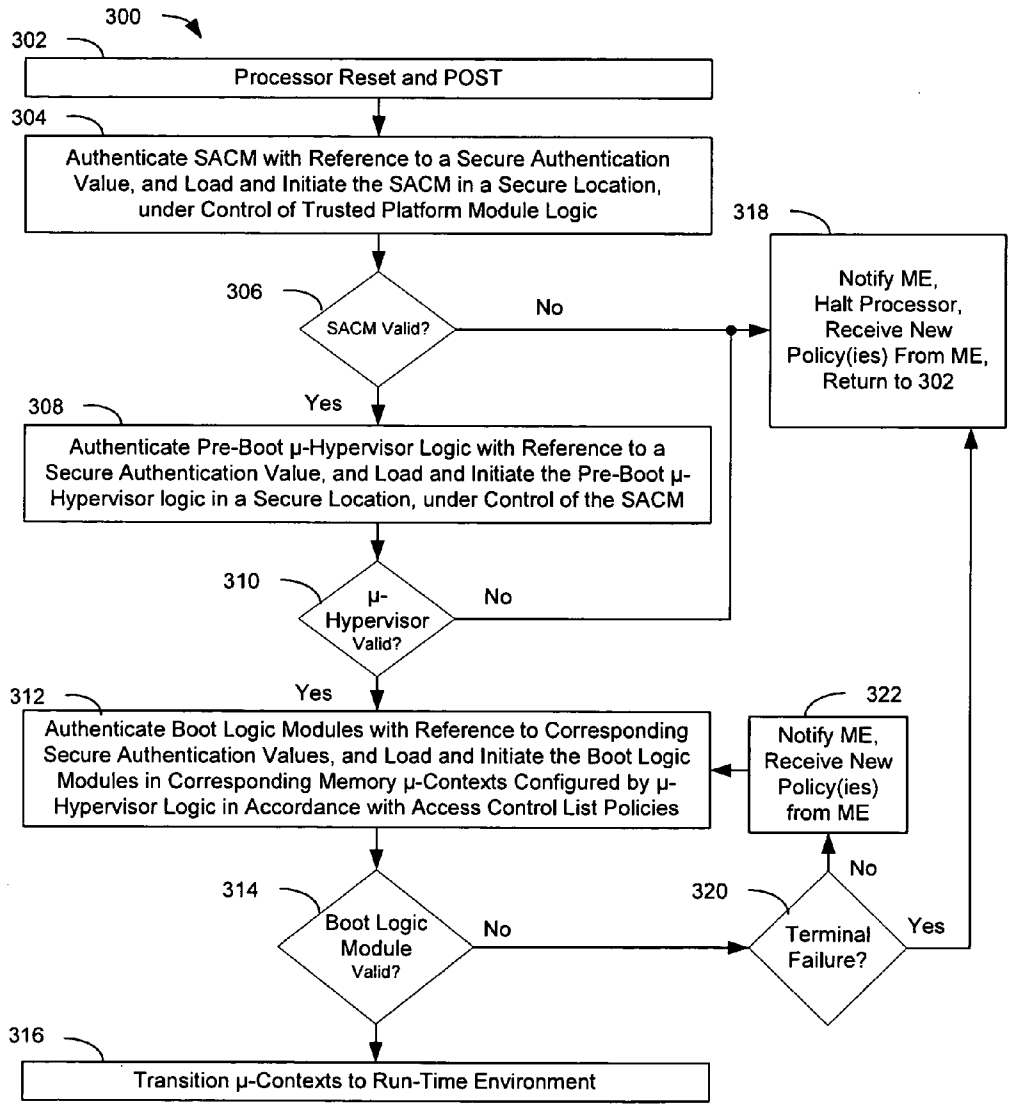 300
302
Processor Reset and POST
304
Authenticate SACM with Reference to a Secure Authentication
Value, and Load and Initiate the SACM in a Secure Location,
under Control of Trusted Platform Module Logic
318
Notify ME,
Halt Processor,
Receive New
Policy(ies) From ME,
Return to 302
306
SACM Valid?
No
Yes
308
Authenticate Pre-Boot µ-Hypervisor Logic with Reference to a
Secure Authentication Value, and Load and Initiate the Pre-Boot µ-
Hypervisor logic in a Secure Location, under Control of the SACM
310
µ-
Hypervisor
Valid?
No
Yes
312
Authenticate Boot Logic Modules with Reference to Corresponding
Secure Authentication Values, and Load and Initiate the Boot Logic
Modules in Corresponding Memory µ-Contexts Configured by µ-
Hypervisor Logic in Accordance with Access Control List Policies
322
Notify ME,
Receive New
Policy(ies)
from ME
314
Boot Logic
Module
Valid?
No
320
Terminal
Failure?
No
Yes
316
Transition µ-Contexts to Run-Time Environment